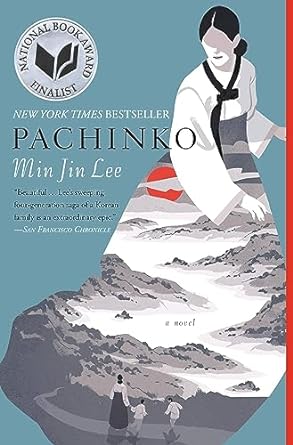 NATIONAL BOOK AWARD
FINALIST
NEW YORK TIMES BESTSELLER
PACHINKO
Min Jin Lee
"Beautiful . . . Lee's sweeping
four-generation saga of a Korean
family is an extraordinary epic."
—SAN FRANCISCO CHRONICLE
a novel